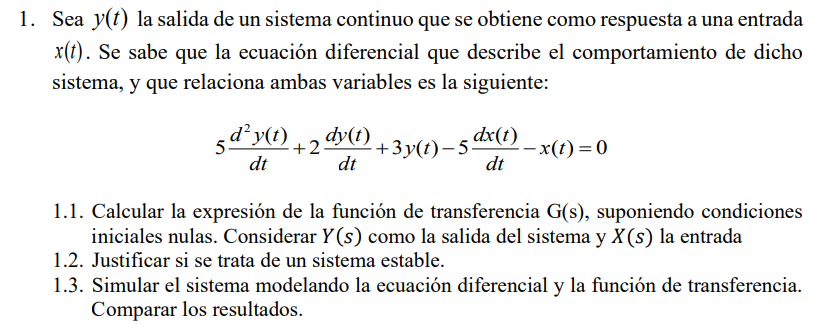 1. Sea y(t) la salida de un sistema continuo que se obtiene como respuesta a una entrada
x(t). Se sabe que la ecuación diferencial que describe el comportamiento de dicho
sistema, y que relaciona ambas variables es la siguiente:
5 d²y(t)/dt + 2 dy(t)/dt + 3y(t) − 5 dx(t)/dt − x(t) = 0
1.1. Calcular la expresión de la función de transferencia G(s), suponiendo condiciones
iniciales nulas. Considerar Y(s) como la salida del sistema y X(s) la entrada
1.2. Justificar si se trata de un sistema estable.
1.3. Simular el sistema modelando la ecuación diferencial y la función de transferencia.
Comparar los resultados.